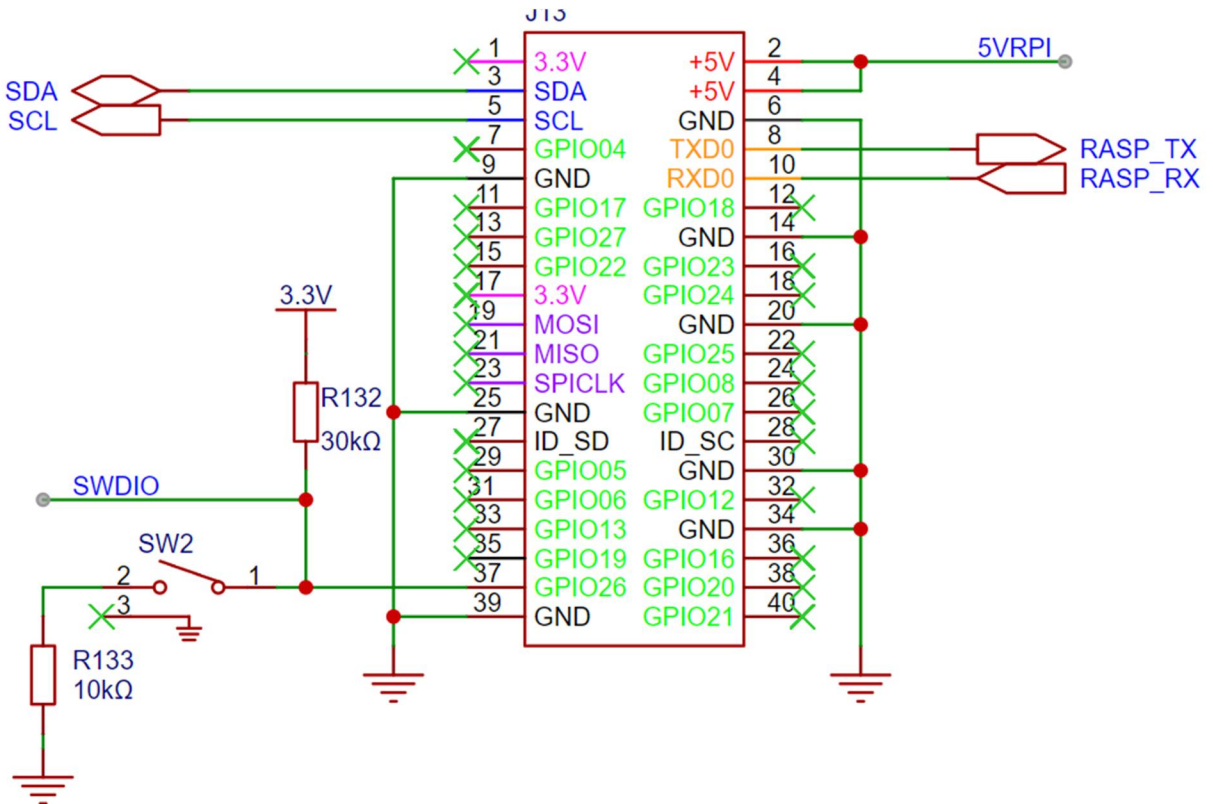 J13
1 3.3V +5V 2 5VRPI
SDA 3 SDA +5V 4
SCL 5 SCL GND 6
7 GPIO04 TXD0 8 RASP_TX
9 GND RXD0 10 RASP_RX
11 GPIO17 GPIO18 12
13 GPIO27 GND 14
15 GPIO22 GPIO23 16
17 3.3V GPIO24 18
3.3V
19 MOSI GND 20
21 MISO GPIO25 22
23 SPICLK GPIO08 24
R132
25 GND GPIO07 26
30kΩ
27 ID_SD ID_SC 28
29 GPIO05 GND 30
SWDIO
31 GPIO06 GPIO12 32
33 GPIO13 GND 34
SW2
35 GPIO19 GPIO16 36
2 1 37 GPIO26 GPIO20 38
3 39 GND GPIO21 40
R133
10kΩ